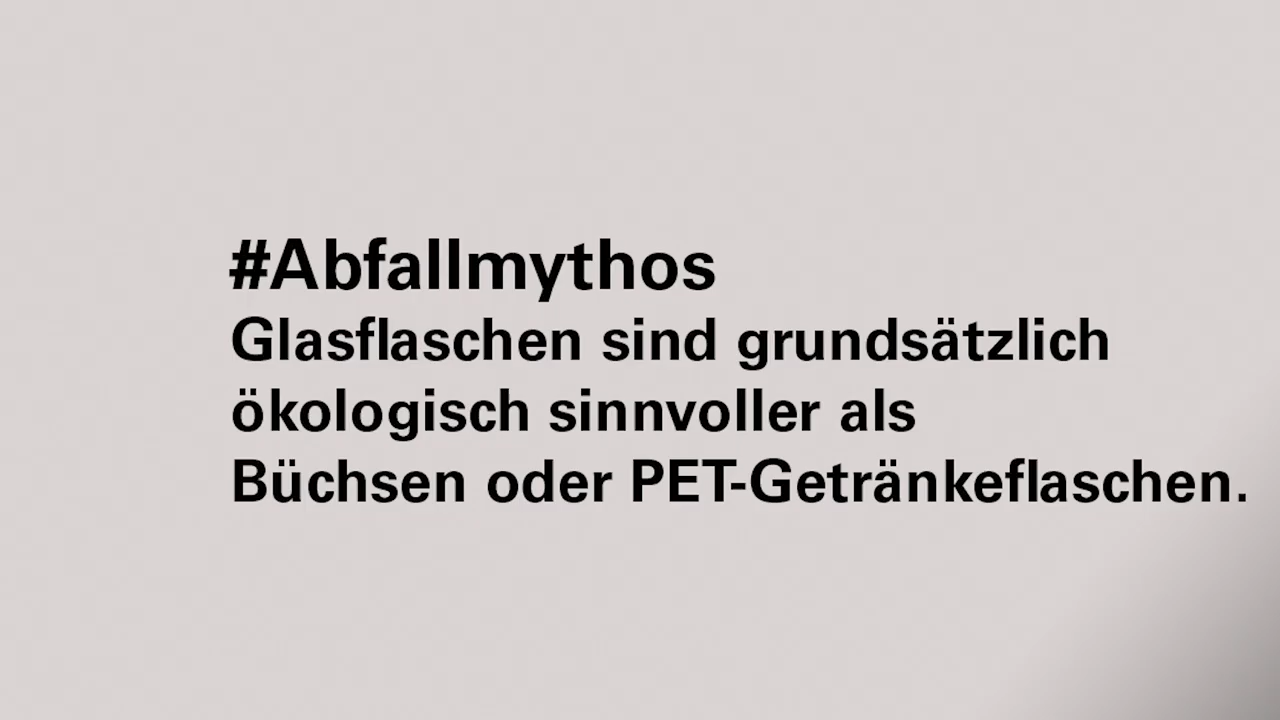 #Abfallmythos
Glasflaschen sind grundsätzlich
ökologisch sinnvoller als
Büchsen oder PET-Getränkeflaschen.